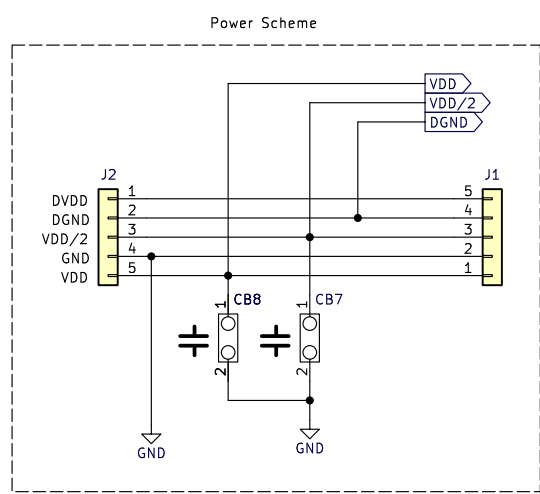 Power Scheme
VDD
VDD/2
DGND
J2
J1
DVDD 1 5
DGND 2 4
VDD/2 3 3
GND 4 2
VDD 5 1
1 CB8 1 CB7
2 2
GND
GND